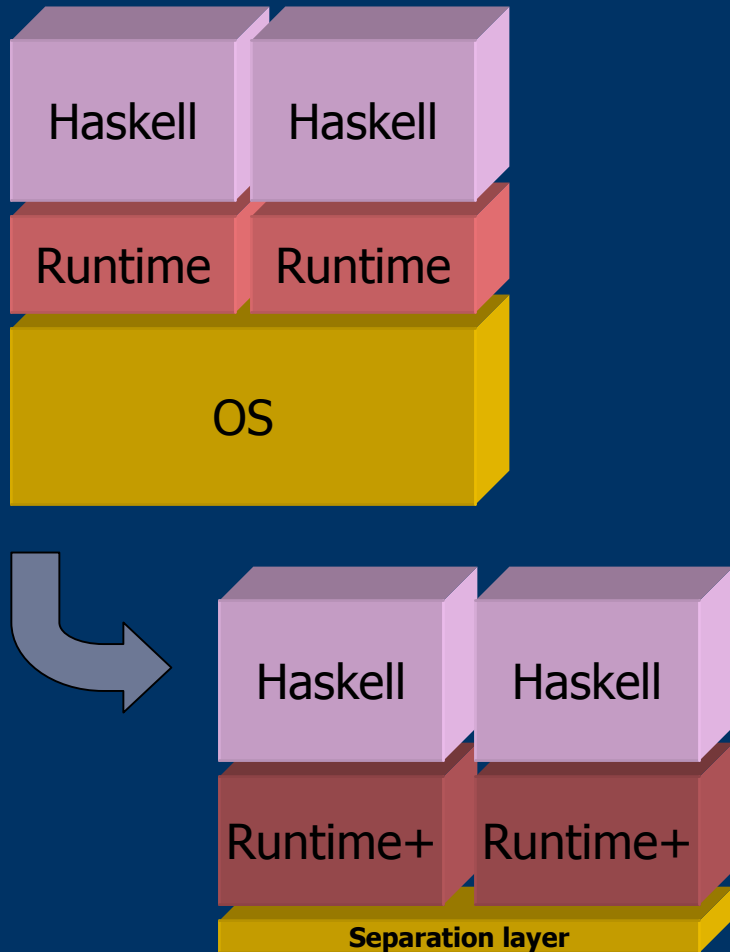 Haskell Haskell
Runtime Runtime
OS
Haskell Haskell
Runtime+ Runtime+
Separation layer